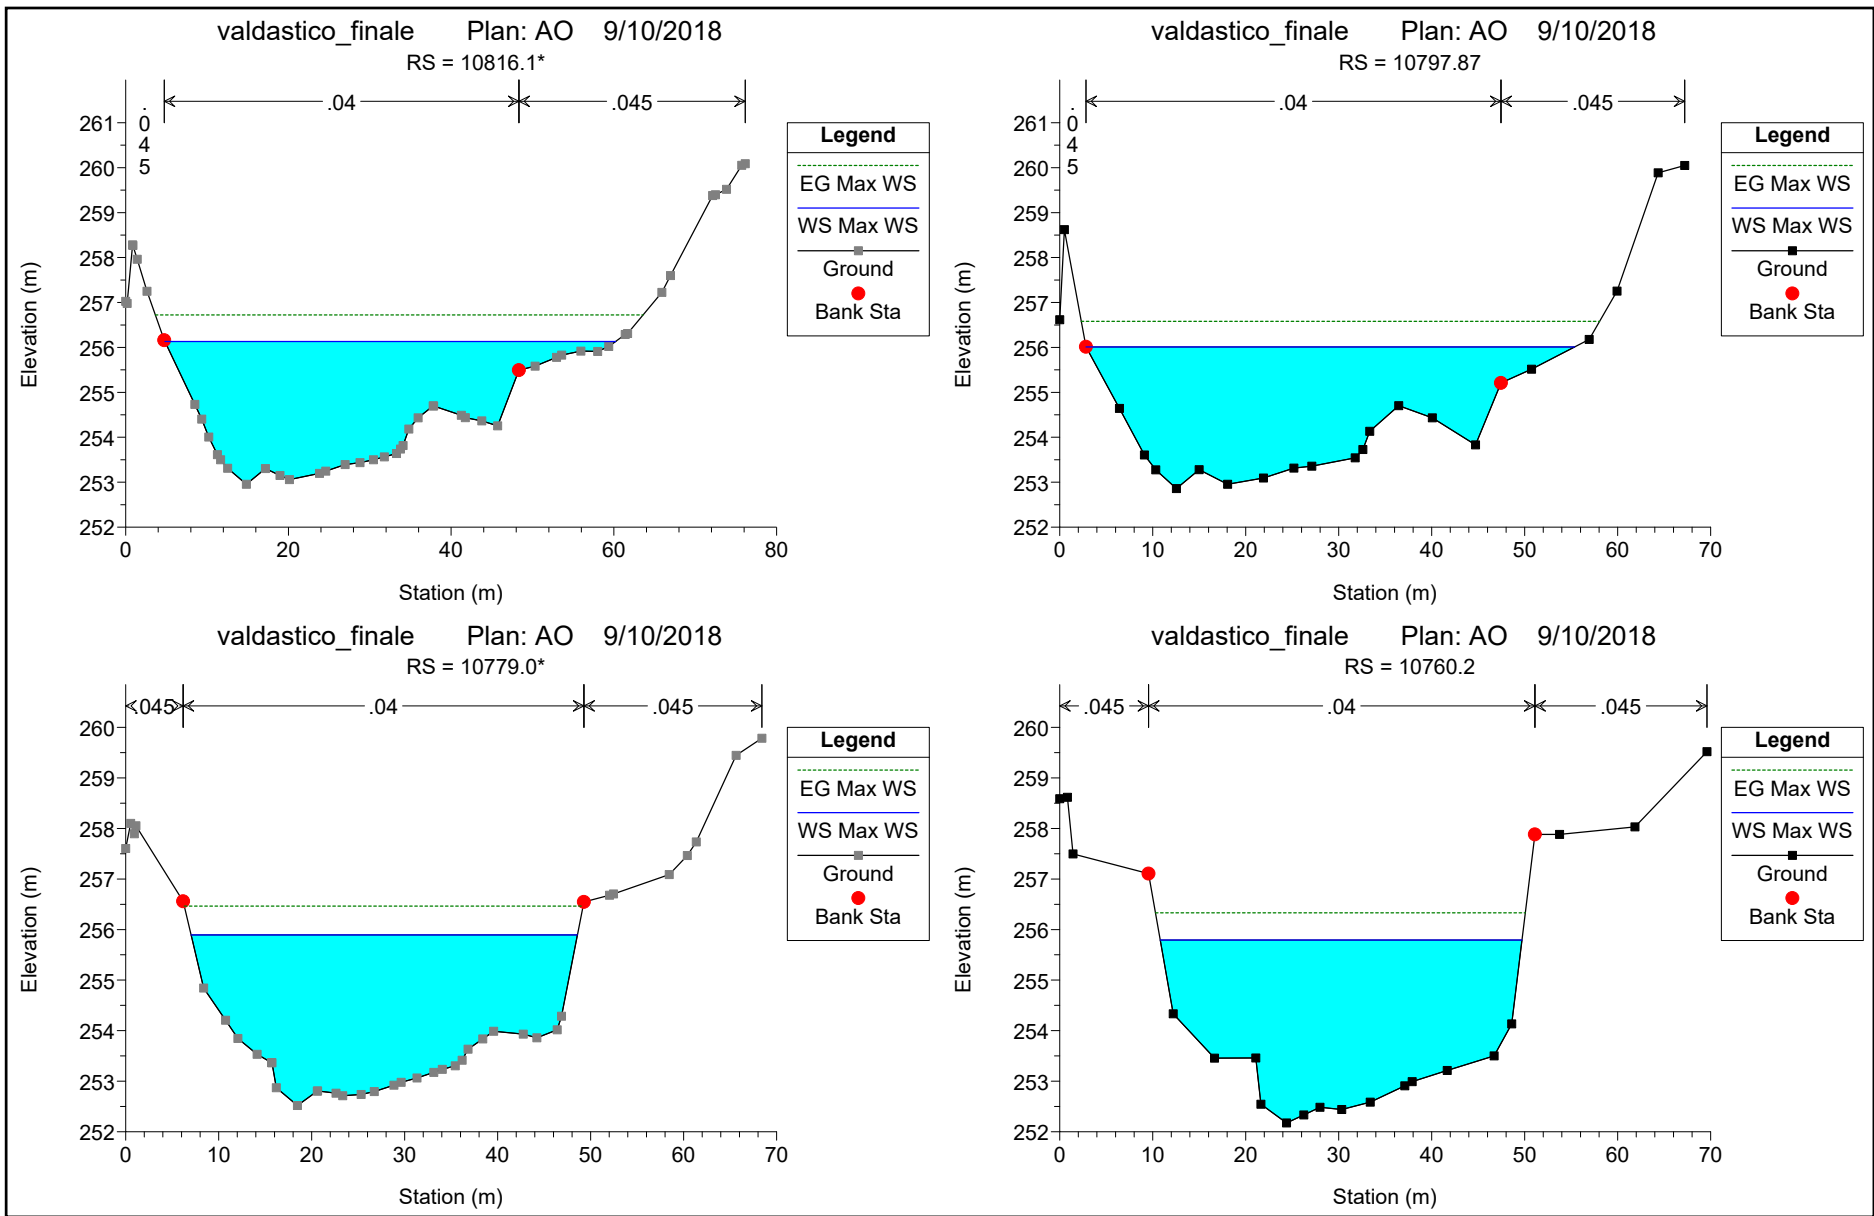 valdastico_finale Plan: AO 9/10/2018
RS = 10816.1*
.045
.04
.045
261
260
259
258
257
256
255
254
253
252
0 20 40 60 80
Station (m)
Elevation (m)
Legend
EG Max WS
WS Max WS
Ground
Bank Sta
valdastico_finale Plan: AO 9/10/2018
RS = 10797.87
.045
.04
.045
261
260
259
258
257
256
255
254
253
252
0 10 20 30 40 50 60 70
Station (m)
Elevation (m)
Legend
EG Max WS
WS Max WS
Ground
Bank Sta
valdastico_finale Plan: AO 9/10/2018
RS = 10779.0*
.045 .04 .045
260
259
258
257
256
255
254
253
252
0 10 20 30 40 50 60 70
Station (m)
Elevation (m)
Legend
EG Max WS
WS Max WS
Ground
Bank Sta
valdastico_finale Plan: AO 9/10/2018
RS = 10760.2
.045 .04 .045
260
259
258
257
256
255
254
253
252
0 10 20 30 40 50 60 70
Station (m)
Elevation (m)
Legend
EG Max WS
WS Max WS
Ground
Bank Sta